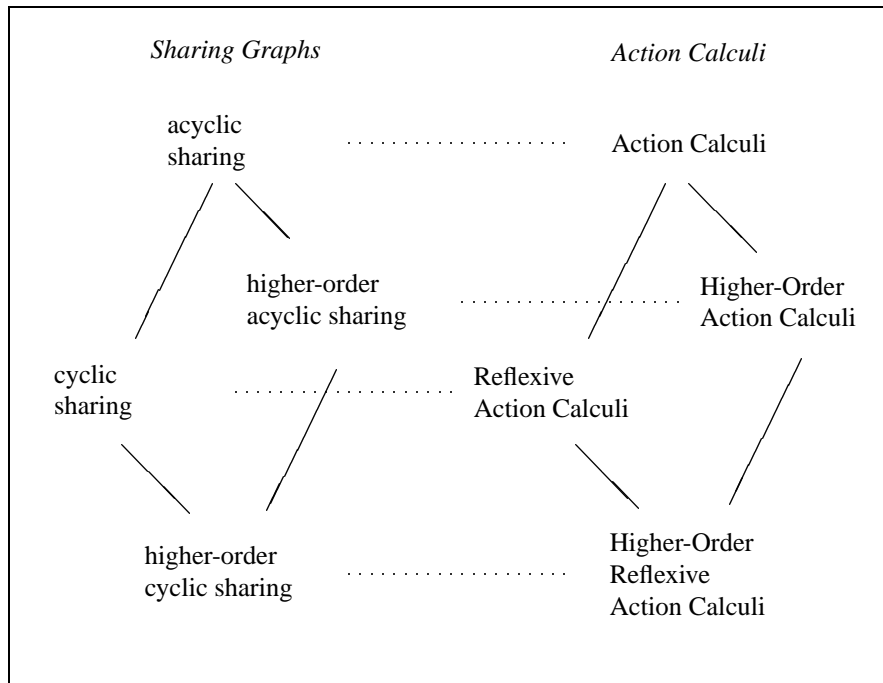 Sharing Graphs
Action Calculi
acyclic
sharing
Action Calculi
higher-order
acyclic sharing
Higher-Order
Action Calculi
cyclic
sharing
Reflexive
Action Calculi
higher-order
cyclic sharing
Higher-Order
Reflexive
Action Calculi